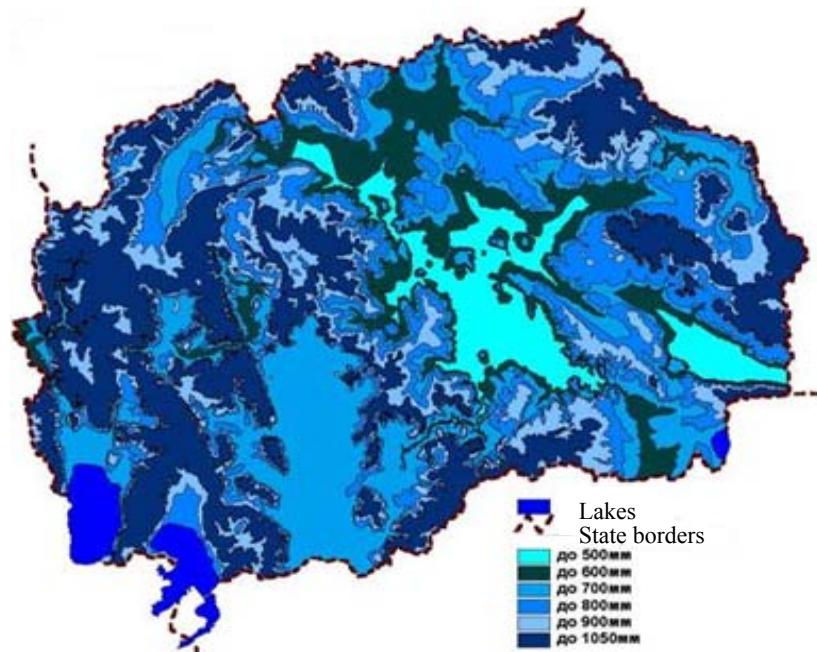 Lakes
State borders
до 500мм
до 600мм
до 700мм
до 800мм
до 900мм
до 1050мм